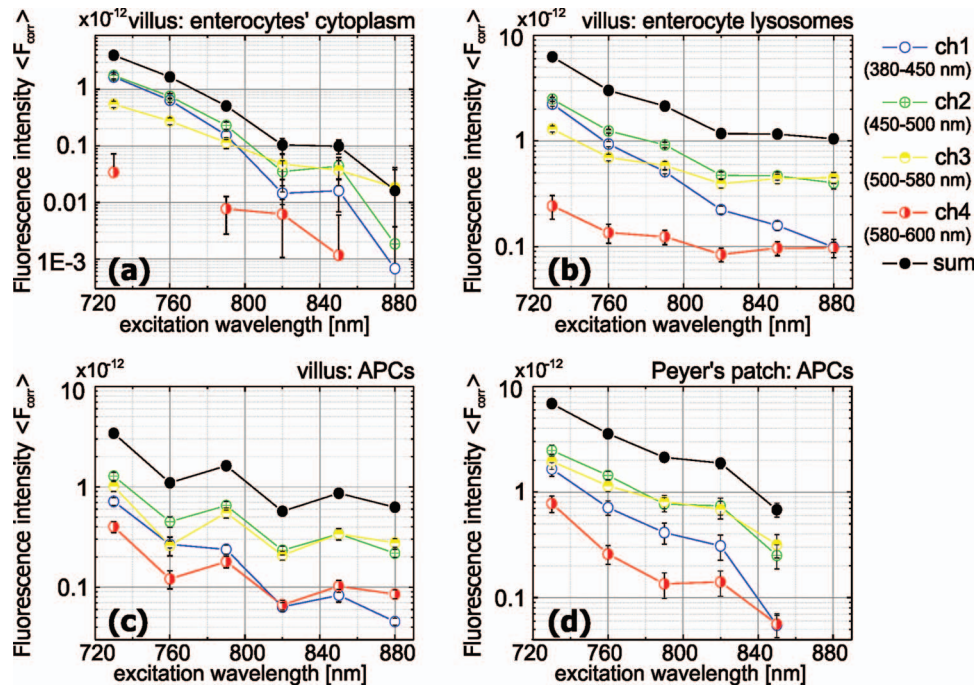 x10⁻¹² villus: enterocytes' cytoplasm
Fluorescence intensity <F_corr>
1
0.1
0.01
1E-3
(a)
720 760 800 840 880
excitation wavelength [nm]
x10⁻¹² villus: enterocyte lysosomes
Fluorescence intensity <F_corr>
10
1
0.1
(b)
720 760 800 840 880
excitation wavelength [nm]
ch1
(380-450 nm)
ch2
(450-500 nm)
ch3
(500-580 nm)
ch4
(580-600 nm)
sum
x10⁻¹² villus: APCs
Fluorescence intensity <F_corr>
10
1
0.1
(c)
720 760 800 840 880
excitation wavelength [nm]
x10⁻¹² Peyer's patch: APCs
Fluorescence intensity <F_corr>
10
1
0.1
(d)
720 760 800 840 880
excitation wavelength [nm]